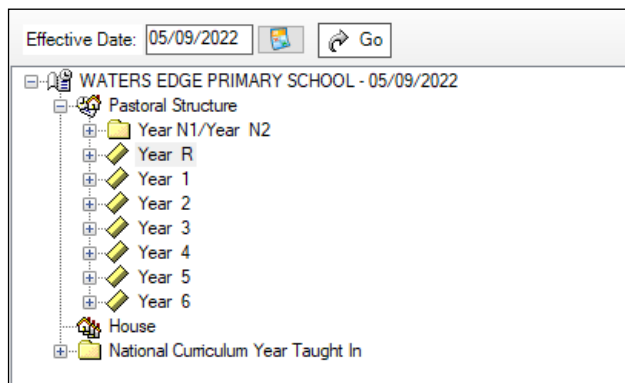 Effective Date: 05/09/2022 Go
WATERS EDGE PRIMARY SCHOOL - 05/09/2022
Pastoral Structure
Year N1/Year N2
Year R
Year 1
Year 2
Year 3
Year 4
Year 5
Year 6
House
National Curriculum Year Taught In